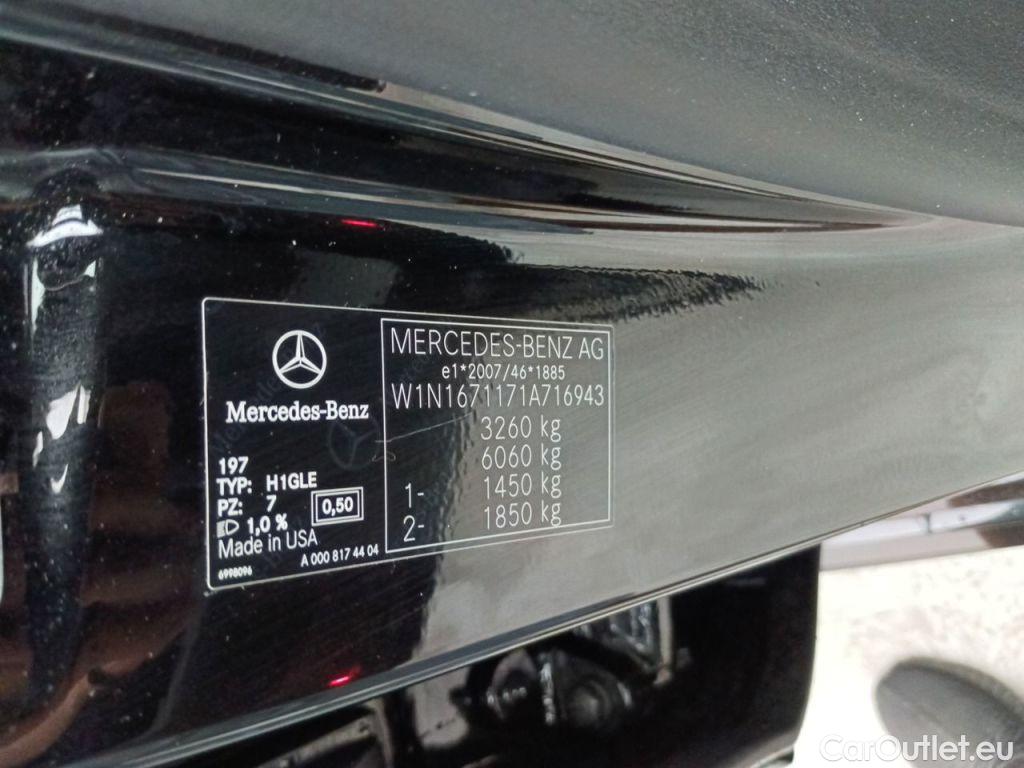 Mercedes-Benz
197
TYP: H1GLE
PZ: 7
0,50
1,0 %
Made in USA
A 000 817 44 04
6998096
MERCEDES-BENZ AG
e1*2007/46*1885
W1N1671171A716943
3260 kg
6060 kg
1- 1450 kg
2- 1850 kg
CarOutlet.eu